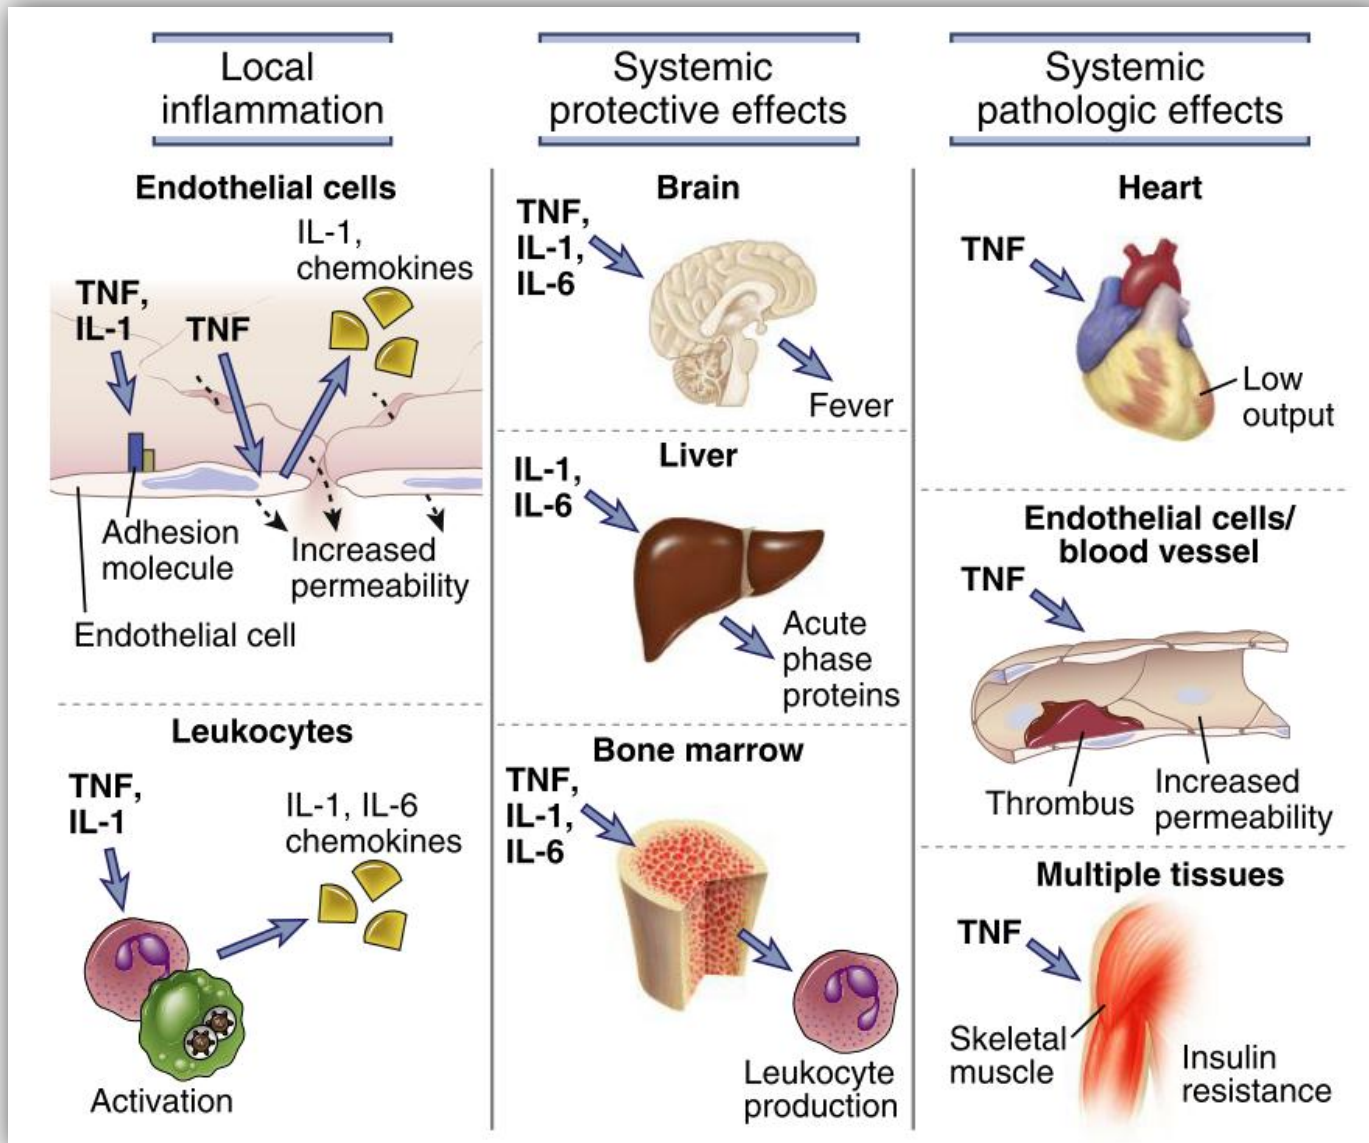 Local
inflammation
Endothelial cells
IL-1,
chemokines
TNF,
IL-1
TNF
Adhesion
molecule
Increased
permeability
Endothelial cell
Leukocytes
TNF,
IL-1
IL-1, IL-6
chemokines
Activation
Systemic
protective effects
Brain
TNF,
IL-1,
IL-6
Fever
Liver
IL-1,
IL-6
Acute
phase
proteins
Bone marrow
TNF,
IL-1,
IL-6
Leukocyte
production
Systemic
pathologic effects
Heart
TNF
Low
output
Endothelial cells/
blood vessel
TNF
Thrombus
Increased
permeability
Multiple tissues
TNF
Skeletal
muscle
Insulin
resistance